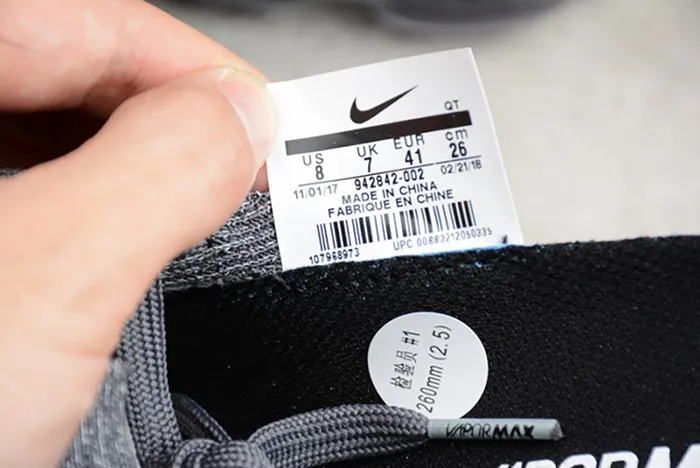 QT
US UK EUR cm
8 7 41 26
11/01/17 942842-002 02/21/18
MADE IN CHINA
FABRIQUE EN CHINE
107968973 UPC 00883212050335
检验员 #1
260mm (2.5)
VAPORMAX